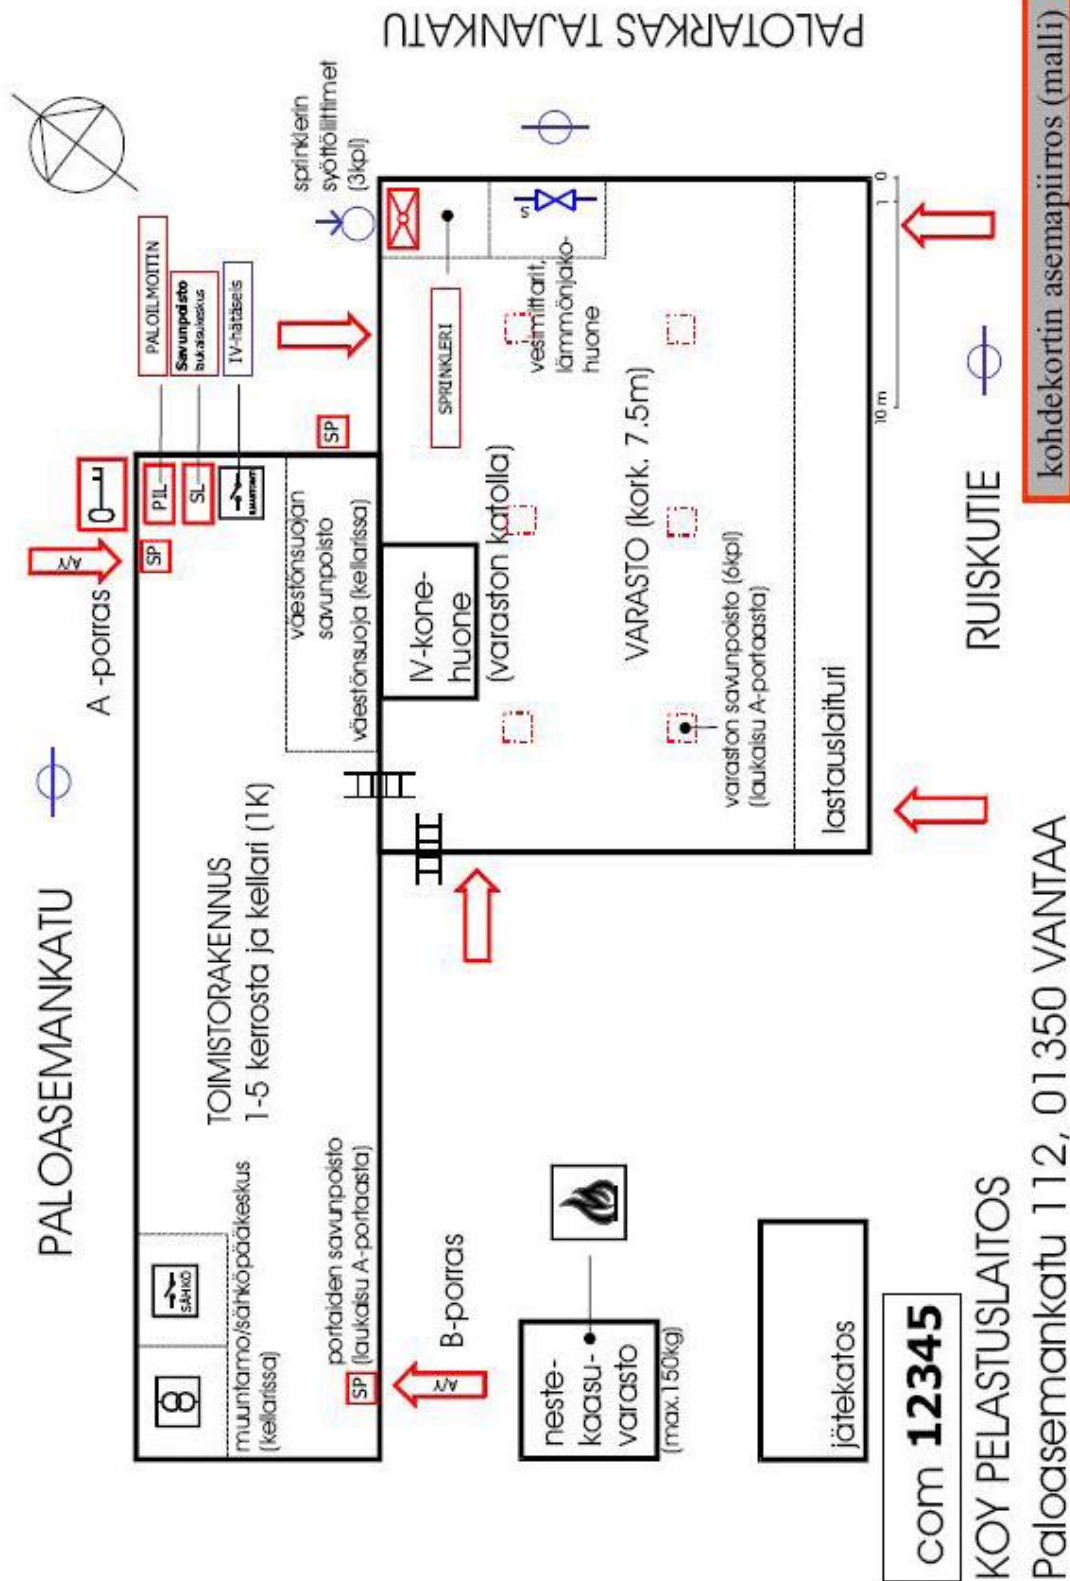 PALOASEMANKATU
A -porras
A/Y
SP
PIL
SL
ILMASTOINTI
PALOILMOITIN
Savunpoisto
laukaisukeskus
IV-hätäseis
SÄHKÖ
muuntamo/sähköpääkeskus
(kellarissa)
TOIMISTORAKENNUS
1-5 kerrosta ja kellari (1K)
väestönsuojan
savunpoisto
väestönsuoja (kellarissa)
SP
portaiden savunpoisto
(laukaisu A-portaasta)
SP
A/Y
B-porras
sprinklerin
syöttöliittimet
(3kpl)
SPRINKLERI
S
vesimittarit,
lämmönjako-
huone
IV-kone-
huone
(varaston katolla)
VARASTO (kork. 7.5m)
varaston savunpoisto (6kpl)
(laukaisu A-portaasta)
lastauslaituri
neste-
kaasu-
varasto
(max.150kg)
jätekatos
10 m
1
0
PALOTARKAS TAJANKATU
RUISKUTIE
com 12345
KOY PELASTUSLAITOS
Paloasemankatu 112, 01350 VANTAA
kohdekortin asemapiirros (malli)